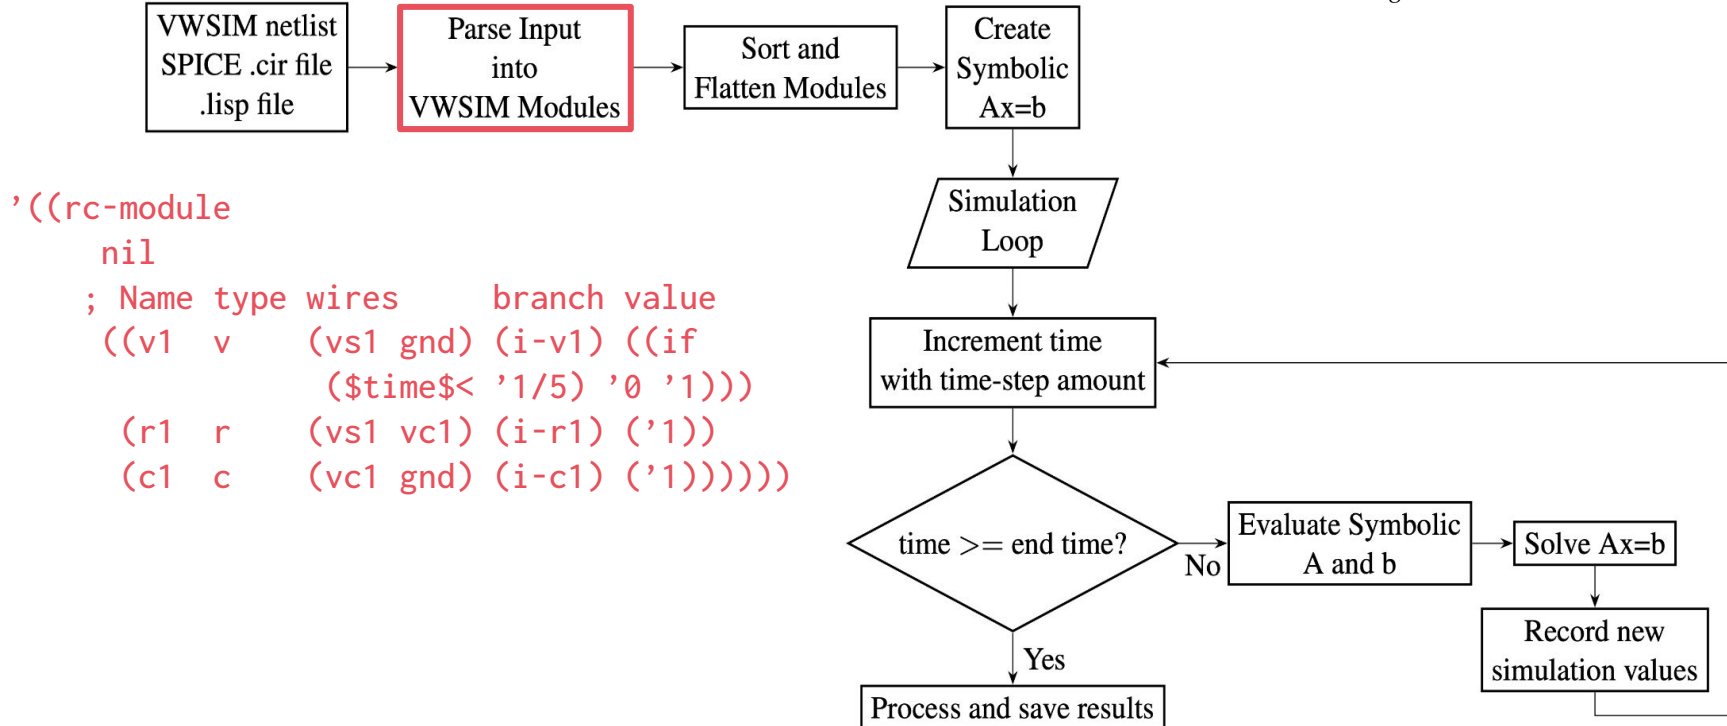 VWSIM netlist
SPICE .cir file
.lisp file
Parse Input
into
VWSIM Modules
Sort and
Flatten Modules
Create
Symbolic
Ax=b
’((rc-module
nil
; Name type wires branch value
((v1 v (vs1 gnd) (i-v1) ((if
($time$< ’1/5) ’0 ’1)))
(r1 r (vs1 vc1) (i-r1) (’1))
(c1 c (vc1 gnd) (i-c1) (’1))))))
Simulation
Loop
Increment time
with time-step amount
time >= end time?
No
Evaluate Symbolic
A and b
Solve Ax=b
Record new
simulation values
Yes
Process and save results